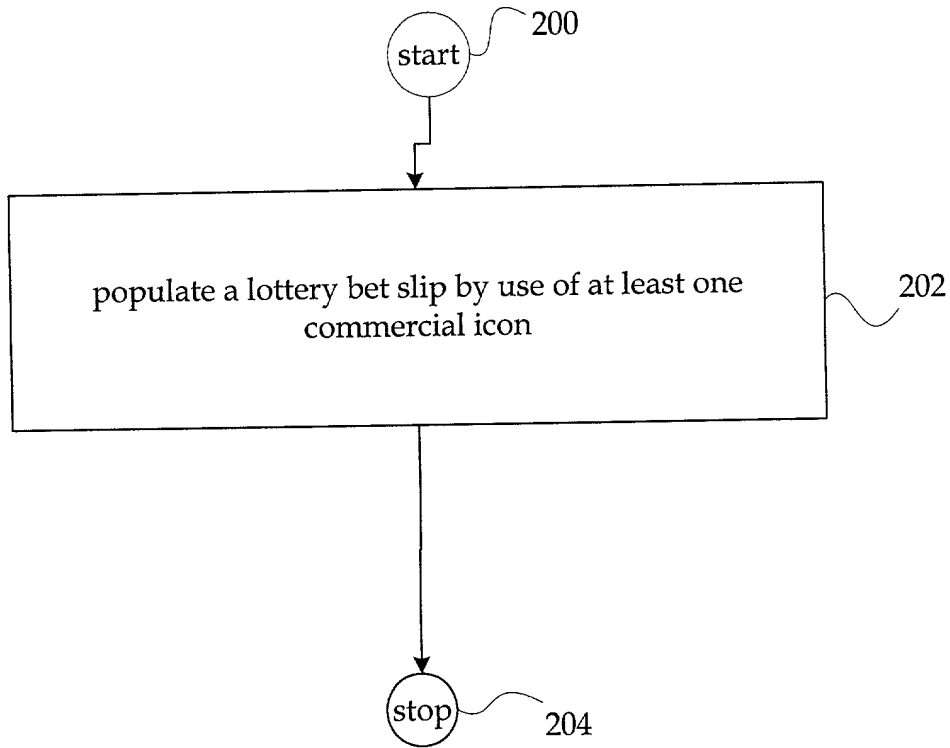 start
200
populate a lottery bet slip by use of at least one
commercial icon
202
stop
204